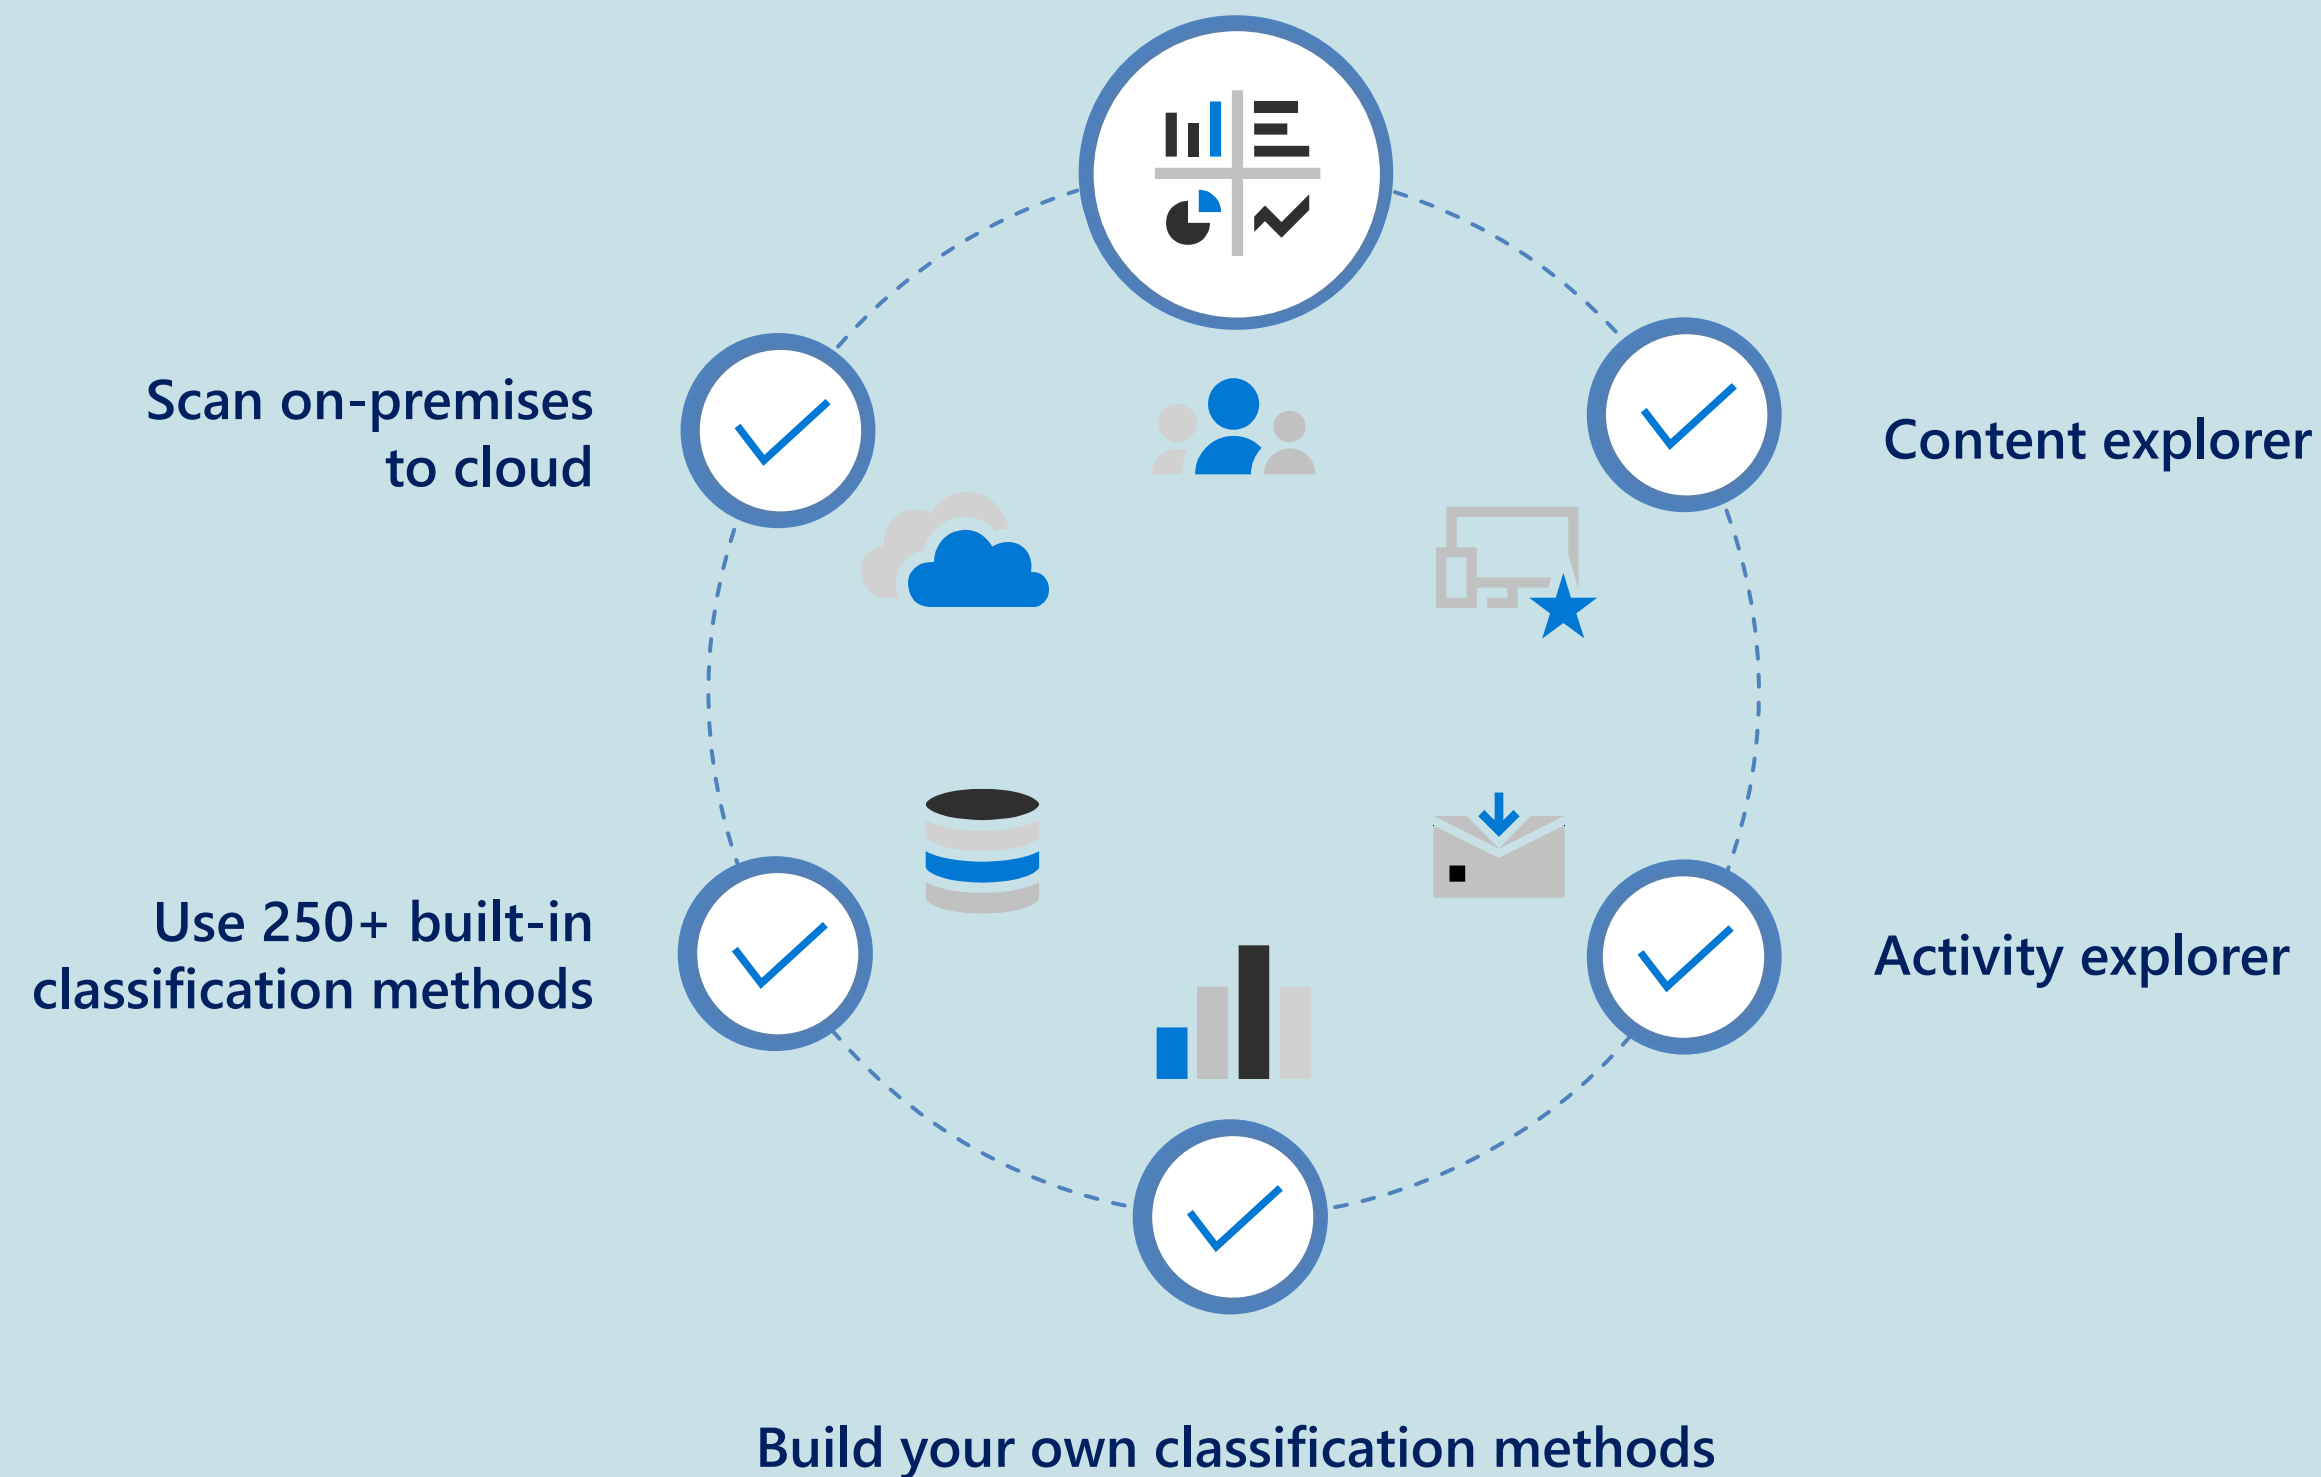 Scan on-premises
to cloud
Content explorer
Use 250+ built-in
classification methods
Activity explorer
Build your own classification methods